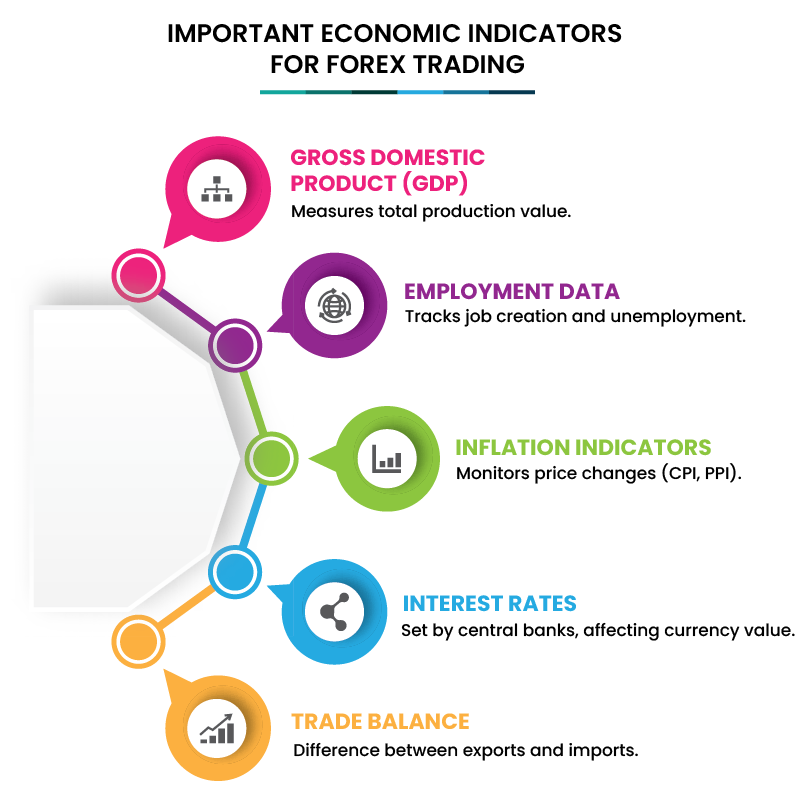 IMPORTANT ECONOMIC INDICATORS
FOR FOREX TRADING
GROSS DOMESTIC
PRODUCT (GDP)
Measures total production value.
EMPLOYMENT DATA
Tracks job creation and unemployment.
INFLATION INDICATORS
Monitors price changes (CPI, PPI).
INTEREST RATES
Set by central banks, affecting currency value.
TRADE BALANCE
Difference between exports and imports.